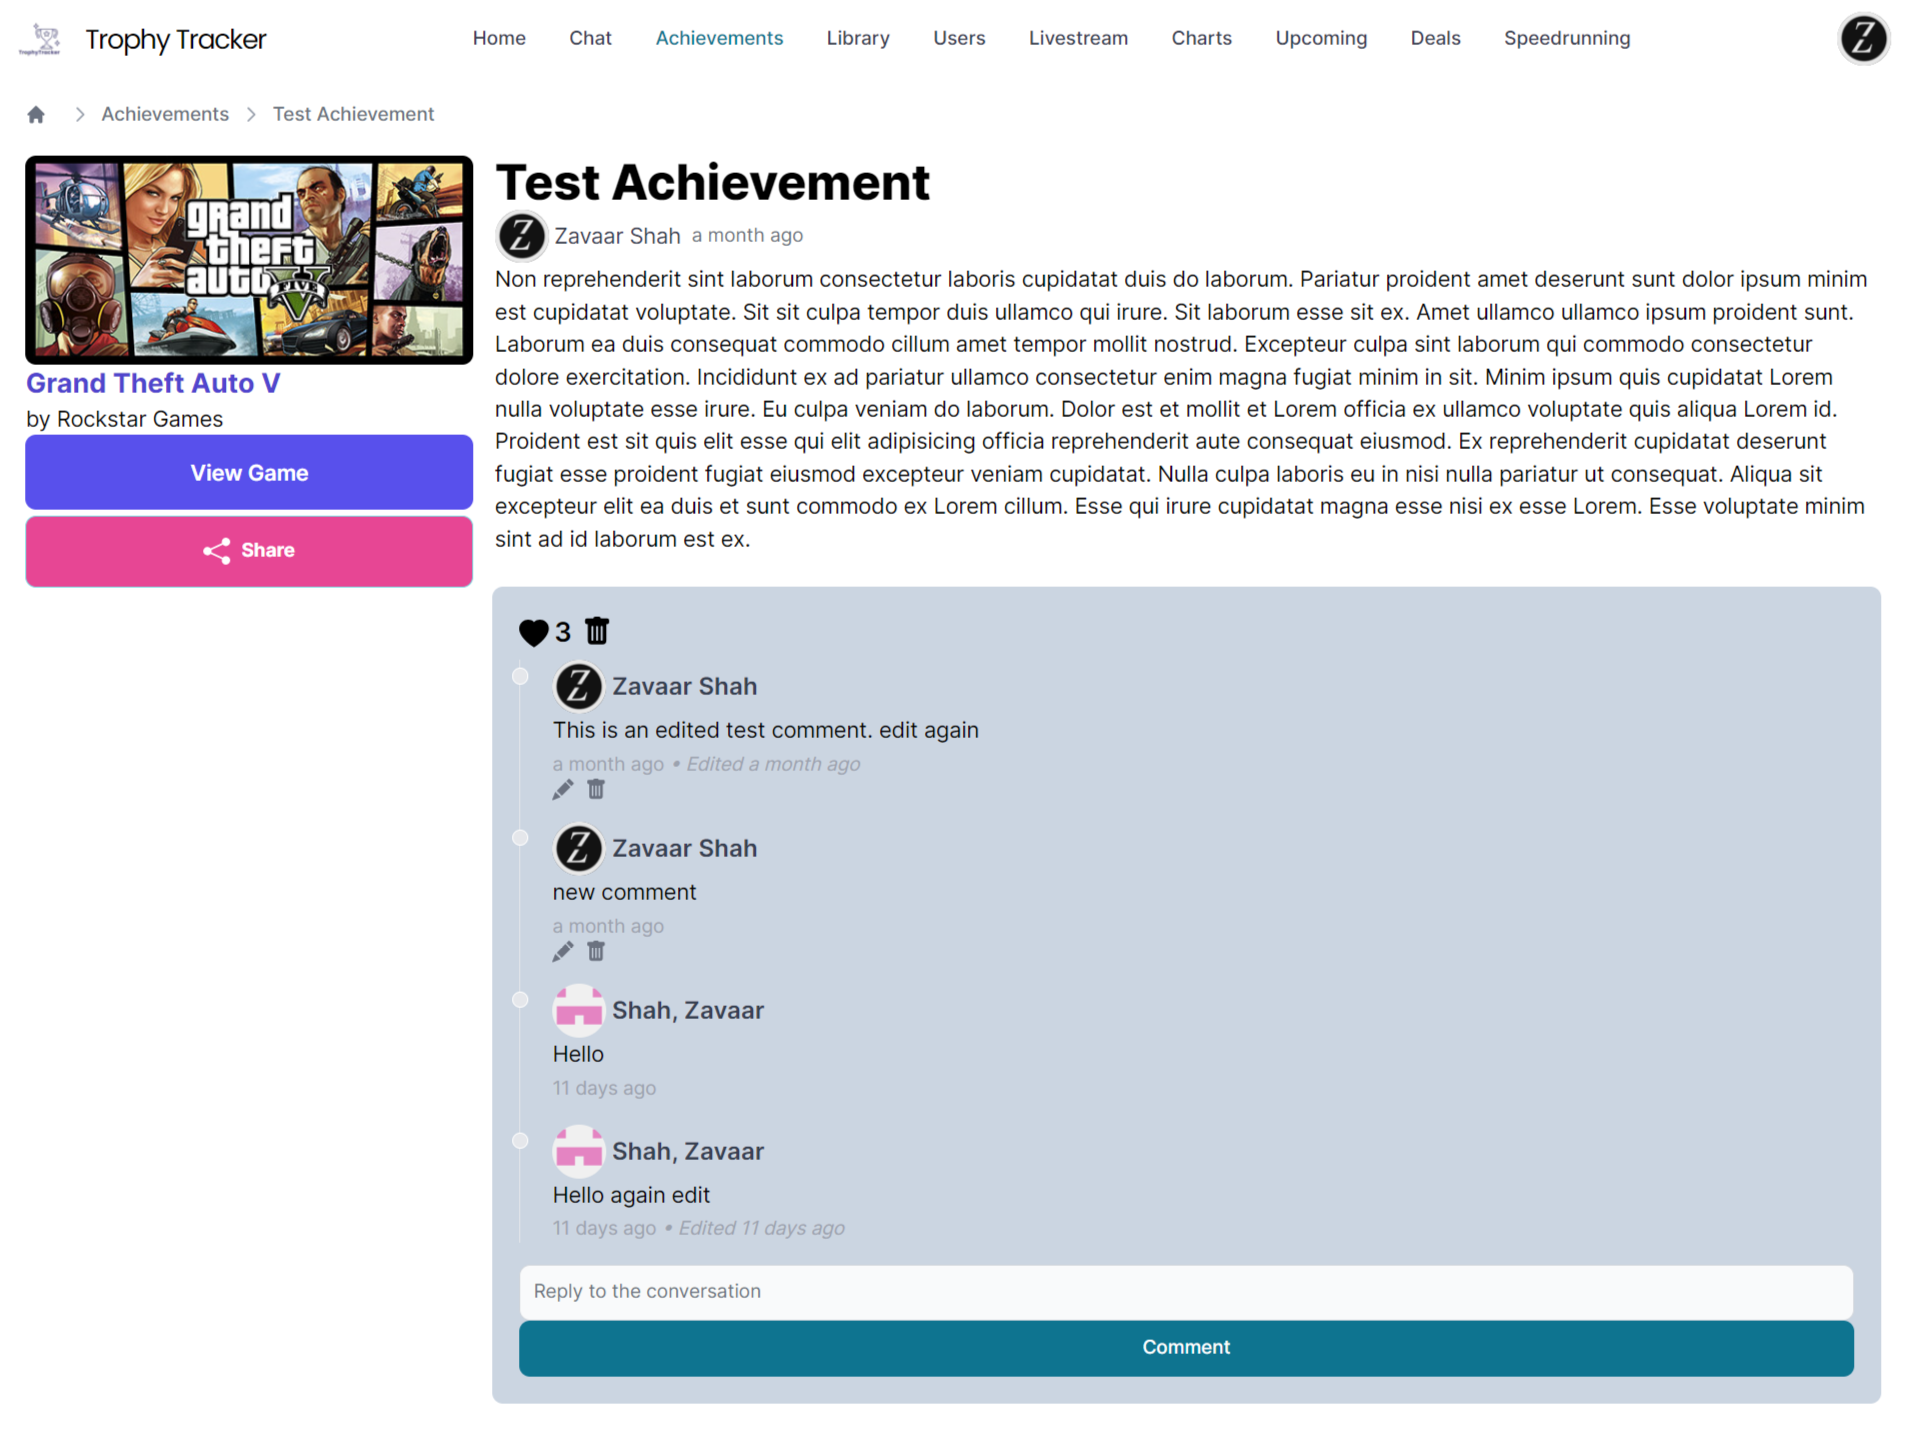 TrophyTracker
Trophy Tracker
Home
Chat
Achievements
Library
Users
Livestream
Charts
Upcoming
Deals
Speedrunning
Z
Achievements
Test Achievement
grand
theft
auto
FIVE
V
Grand Theft Auto V
by Rockstar Games
View Game
Share
Test Achievement
Z
Zavaar Shah a month ago
Non reprehenderit sint laborum consectetur laboris cupidatat duis do laborum. Pariatur proident amet deserunt sunt dolor ipsum minim
est cupidatat voluptate. Sit sit culpa tempor duis ullamco qui irure. Sit laborum esse sit ex. Amet ullamco ullamco ipsum proident sunt.
Laborum ea duis consequat commodo cillum amet tempor mollit nostrud. Excepteur culpa sint laborum qui commodo consectetur
dolore exercitation. Incididunt ex ad pariatur ullamco consectetur enim magna fugiat minim in sit. Minim ipsum quis cupidatat Lorem
nulla voluptate esse irure. Eu culpa veniam do laborum. Dolor est et mollit et Lorem officia ex ullamco voluptate quis aliqua Lorem id.
Proident est sit quis elit esse qui elit adipisicing officia reprehenderit aute consequat eiusmod. Ex reprehenderit cupidatat deserunt
fugiat esse proident fugiat eiusmod excepteur veniam cupidatat. Nulla culpa laboris eu in nisi nulla pariatur ut consequat. Aliqua sit
excepteur elit ea duis et sunt commodo ex Lorem cillum. Esse qui irure cupidatat magna esse nisi ex esse Lorem. Esse voluptate minim
sint ad id laborum est ex.
3
Z
Zavaar Shah
This is an edited test comment. edit again
a month ago • Edited a month ago
Z
Zavaar Shah
new comment
a month ago
Shah, Zavaar
Hello
11 days ago
Shah, Zavaar
Hello again edit
11 days ago • Edited 11 days ago
Reply to the conversation
Comment